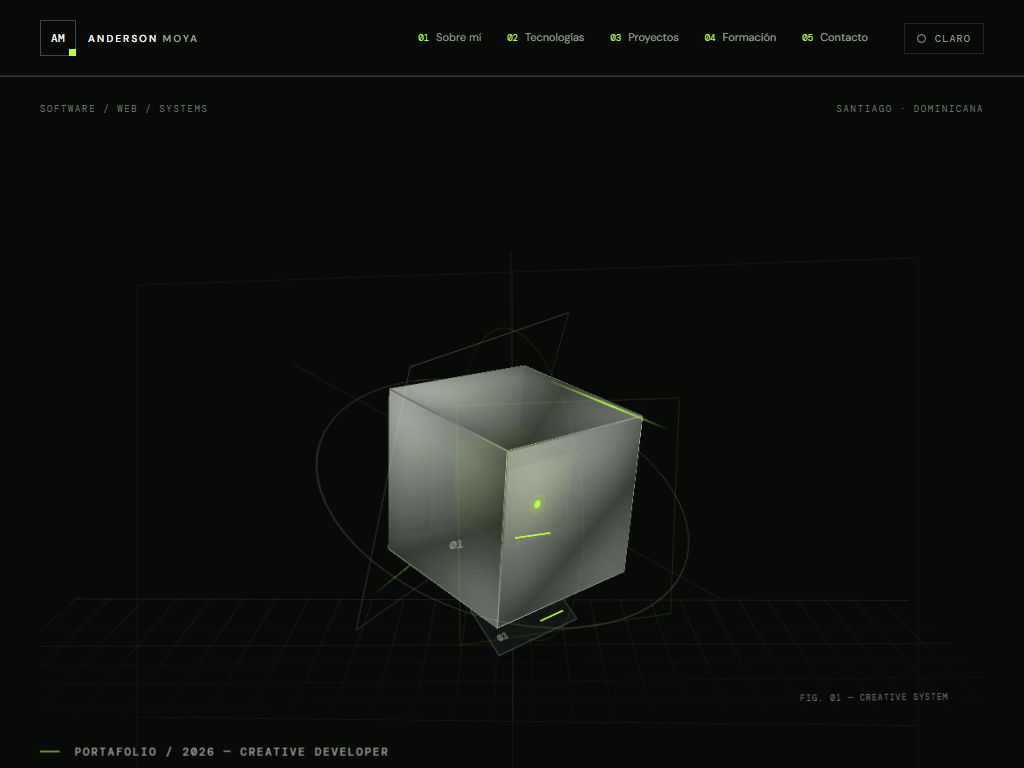 AM ANDERSON MOYA 01 Sobre mí 02 Tecnologías 03 Proyectos 04 Formación 05 Contacto CLARO
SOFTWARE / WEB / SYSTEMS SANTIAGO · DOMINICANA
01
03
FIG. 01 — CREATIVE SYSTEM
PORTAFOLIO / 2026 — CREATIVE DEVELOPER